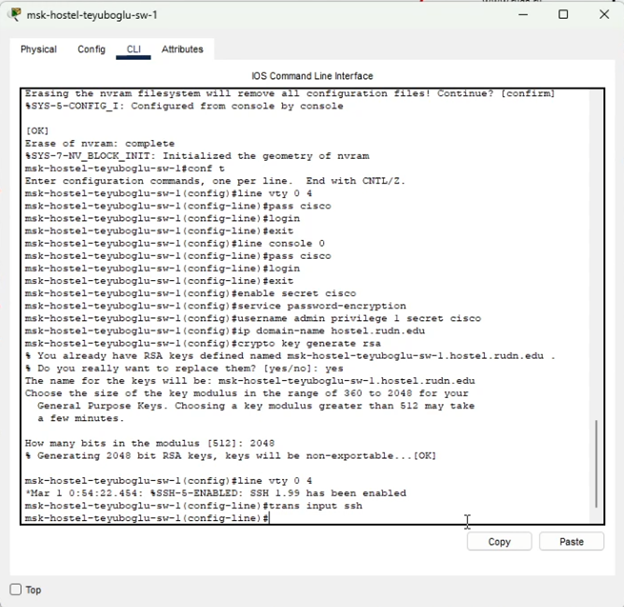 msk-hostel-teyuboglu-sw-1
Physical Config CLI Attributes
IOS Command Line Interface
Erasing the nvram filesystem will remove all configuration files! Continue? [confirm]
%SYS-5-CONFIG_I: Configured from console by console
[OK]
Erase of nvram: complete
%SYS-7-NV_BLOCK_INIT: Initialized the geometry of nvram
msk-hostel-teyuboglu-sw-1#conf t
Enter configuration commands, one per line.  End with CNTL/Z.
msk-hostel-teyuboglu-sw-1(config)#line vty 0 4
msk-hostel-teyuboglu-sw-1(config-line)#pass cisco
msk-hostel-teyuboglu-sw-1(config-line)#login
msk-hostel-teyuboglu-sw-1(config-line)#exit
msk-hostel-teyuboglu-sw-1(config)#line console 0
msk-hostel-teyuboglu-sw-1(config-line)#pass cisco
msk-hostel-teyuboglu-sw-1(config-line)#login
msk-hostel-teyuboglu-sw-1(config-line)#exit
msk-hostel-teyuboglu-sw-1(config)#enable secret cisco
msk-hostel-teyuboglu-sw-1(config)#service password-encryption
msk-hostel-teyuboglu-sw-1(config)#username admin privilege 1 secret cisco
msk-hostel-teyuboglu-sw-1(config)#ip domain-name hostel.rudn.edu
msk-hostel-teyuboglu-sw-1(config)#crypto key generate rsa
% You already have RSA keys defined named msk-hostel-teyuboglu-sw-1.hostel.rudn.edu .
% Do you really want to replace them? [yes/no]: yes
The name for the keys will be: msk-hostel-teyuboglu-sw-1.hostel.rudn.edu
Choose the size of the key modulus in the range of 360 to 2048 for your
General Purpose Keys. Choosing a key modulus greater than 512 may take
a few minutes.
How many bits in the modulus [512]: 2048
% Generating 2048 bit RSA keys, keys will be non-exportable...[OK]
msk-hostel-teyuboglu-sw-1(config)#line vty 0 4
*Mar 1 0:54:22.454: %SSH-5-ENABLED: SSH 1.99 has been enabled
msk-hostel-teyuboglu-sw-1(config-line)#trans input ssh
msk-hostel-teyuboglu-sw-1(config-line)#
Copy Paste
Top